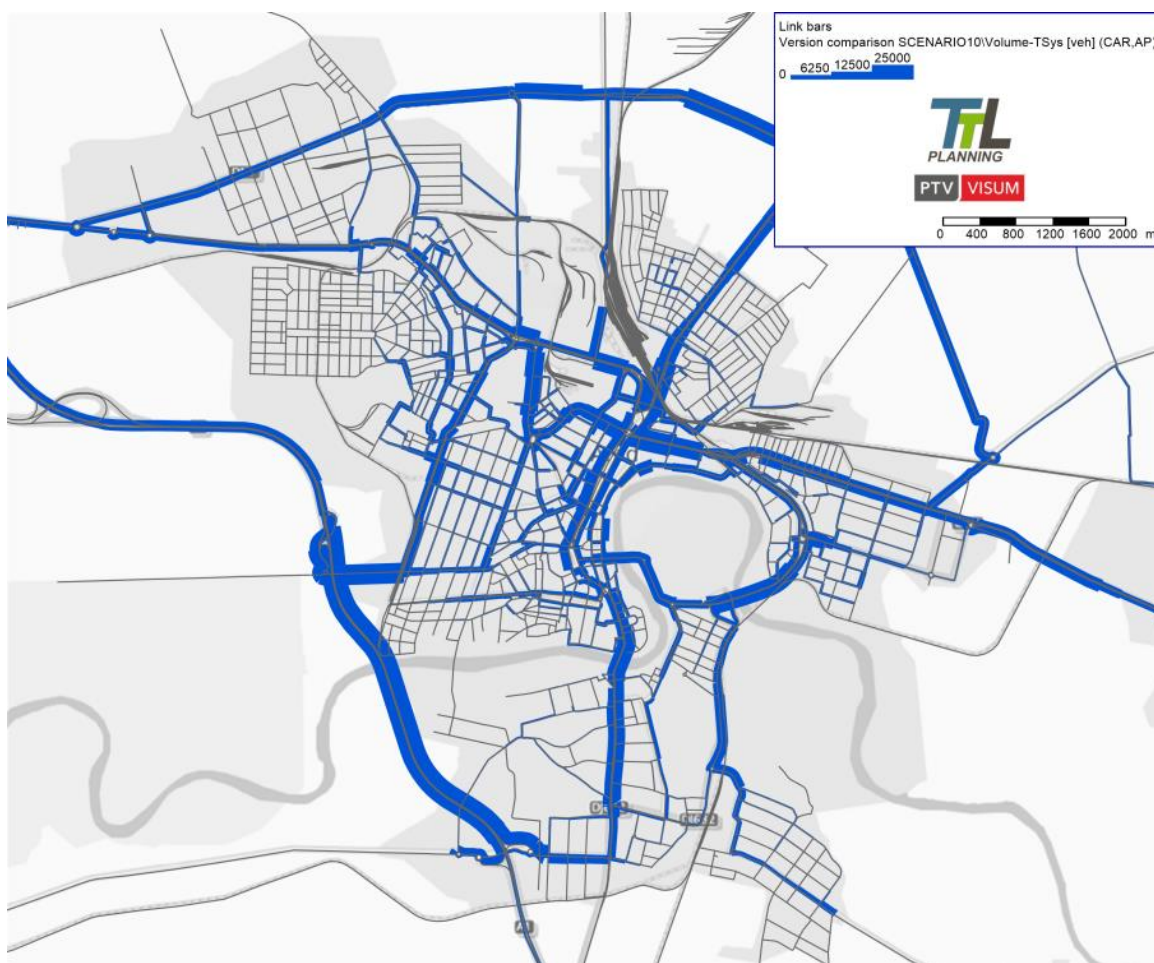 Link bars
Version comparison SCENARIO10\Volume-TSys [veh] (CAR,AP)
0 6250 12500 25000
TTL
PLANNING
PTV VISUM
0 400 800 1200 1600 2000 m